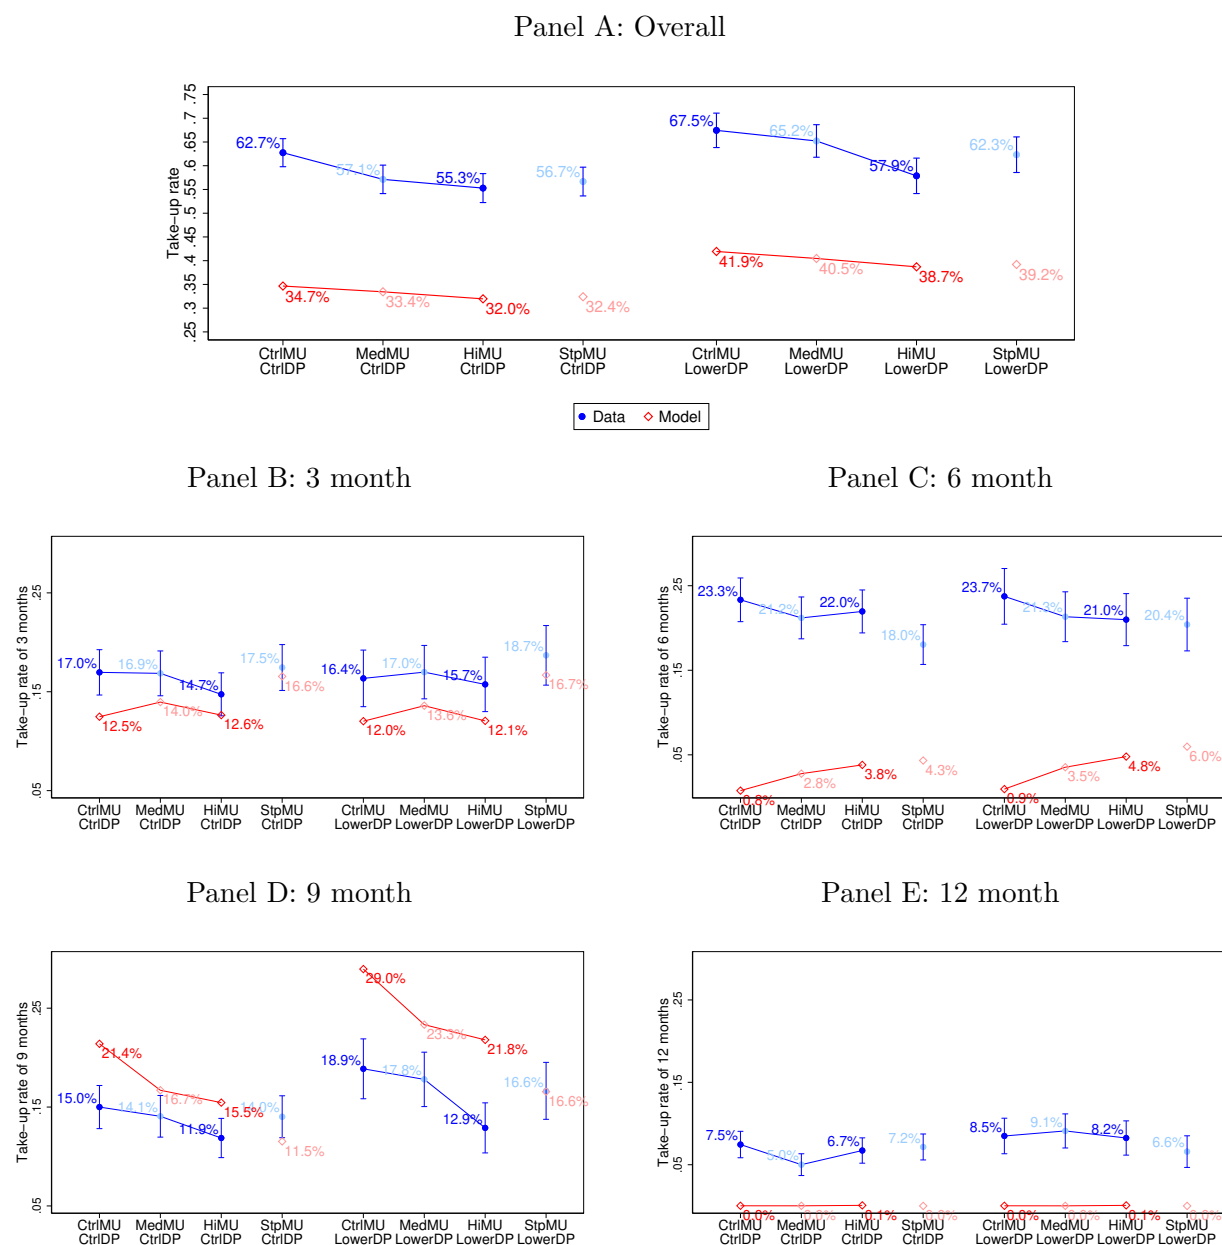 Panel A: Overall
Take-up rate
.25 .3 .35 .4 .45 .5 .55 .6 .65 .7 .75
62.7% 57.1% 55.3% 56.7% 67.5% 65.2% 57.9% 62.3%
34.7% 33.4% 32.0% 32.4% 41.9% 40.5% 38.7% 39.2%
CtrlMU MedMU HiMU StpMU CtrlMU MedMU HiMU StpMU
CtrlDP CtrlDP CtrlDP CtrlDP LowerDP LowerDP LowerDP LowerDP
Data Model
Panel B: 3 month
Take-up rate of 3 months
.05 .15 .25
17.0% 16.9% 14.7% 17.5% 16.4% 17.0% 15.7% 18.7%
12.5% 14.0% 12.6% 16.6% 12.0% 13.6% 12.1% 16.7%
CtrlMU MedMU HiMU StpMU CtrlMU MedMU HiMU StpMU
CtrlDP CtrlDP CtrlDP CtrlDP LowerDP LowerDP LowerDP LowerDP
Panel C: 6 month
Take-up rate of 6 months
.05 .15 .25
23.3% 21.2% 22.0% 18.0% 23.7% 21.3% 21.0% 20.4%
0.8% 2.8% 3.8% 4.3% 0.9% 3.5% 4.8% 6.0%
CtrlMU MedMU HiMU StpMU CtrlMU MedMU HiMU StpMU
CtrlDP CtrlDP CtrlDP CtrlDP LowerDP LowerDP LowerDP LowerDP
Panel D: 9 month
Take-up rate of 9 months
.05 .15 .25
21.4% 16.7% 15.5% 11.5% 29.0% 23.3% 21.8% 16.6%
15.0% 14.1% 11.9% 14.0% 18.9% 17.8% 12.9% 16.6%
CtrlMU MedMU HiMU StpMU CtrlMU MedMU HiMU StpMU
CtrlDP CtrlDP CtrlDP CtrlDP LowerDP LowerDP LowerDP LowerDP
Panel E: 12 month
Take-up rate of 12 months
.05 .15 .25
7.5% 5.0% 6.7% 7.2% 8.5% 9.1% 8.2% 6.6%
0.0% 0.0% 0.1% 0.0% 0.0% 0.0% 0.1% 0.0%
CtrlMU MedMU HiMU StpMU CtrlMU MedMU HiMU StpMU
CtrlDP CtrlDP CtrlDP CtrlDP LowerDP LowerDP LowerDP LowerDP